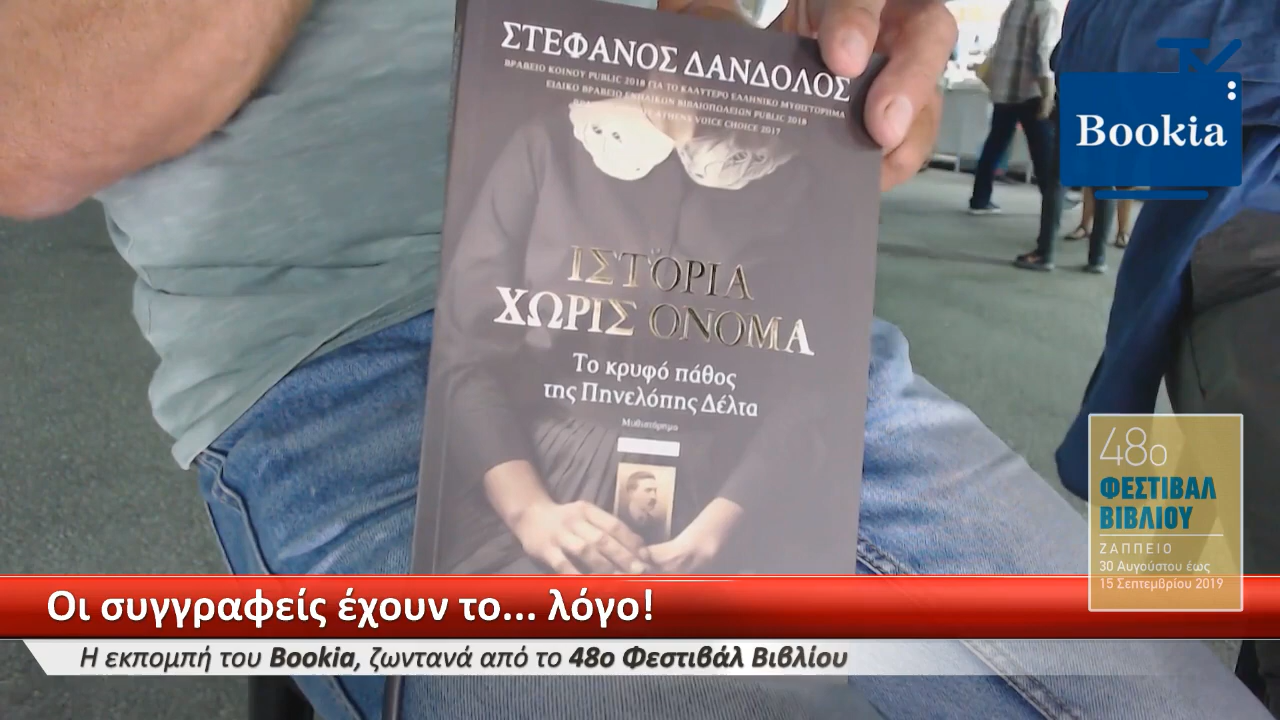 ΣΤΕΦΑΝΟΣ ΔΑΝΔΟΛΟΣ
ΒΡΑΒΕΙΟ ΚΟΙΝΟΥ PUBLIC 2018 ΓΙΑ ΤΟ ΚΑΛΥΤΕΡΟ ΕΛΛΗΝΙΚΟ ΜΥΘΙΣΤΟΡΗΜΑ
ΕΙΔΙΚΟ ΒΡΑΒΕΙΟ ΕΝΗΛΙΚΩΝ ΒΙΒΛΙΟΠΩΛΕΙΩΝ PUBLIC 2018
ATHENS VOICE CHOICE 2017
ΙΣΤΟΡΙΑ
ΧΩΡΙΣ ΟΝΟΜΑ
Το κρυφό πάθος
της Πηνελόπης Δέλτα
Μυθιστόρημα
TV
Bookia
48ο
ΦΕΣΤΙΒΑΛ
ΒΙΒΛΙΟΥ
ΖΑΠΠΕΙΟ
30 Αυγούστου έως
15 Σεπτεμβρίου 2019
Οι συγγραφείς έχουν το... λόγο!
Η εκπομπή του Bookia, ζωντανά από το 48ο Φεστιβάλ Βιβλίου